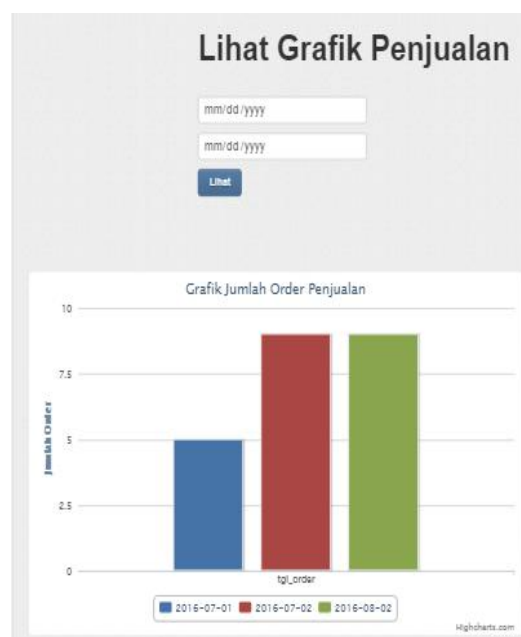 Lihat Grafik Penjualan
mm/dd/yyyy
mm/dd/yyyy
Lihat
Grafik Jumlah Order Penjualan
10
7.5
5
2.5
0
Jumlah Order
tgl_order
2016-07-01 2016-07-02 2016-08-02
Highcharts.com